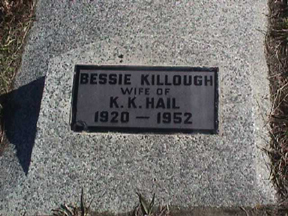 BESSIE KILLOUGH
WIFE OF
K.K. HAIL
1920 — 1952